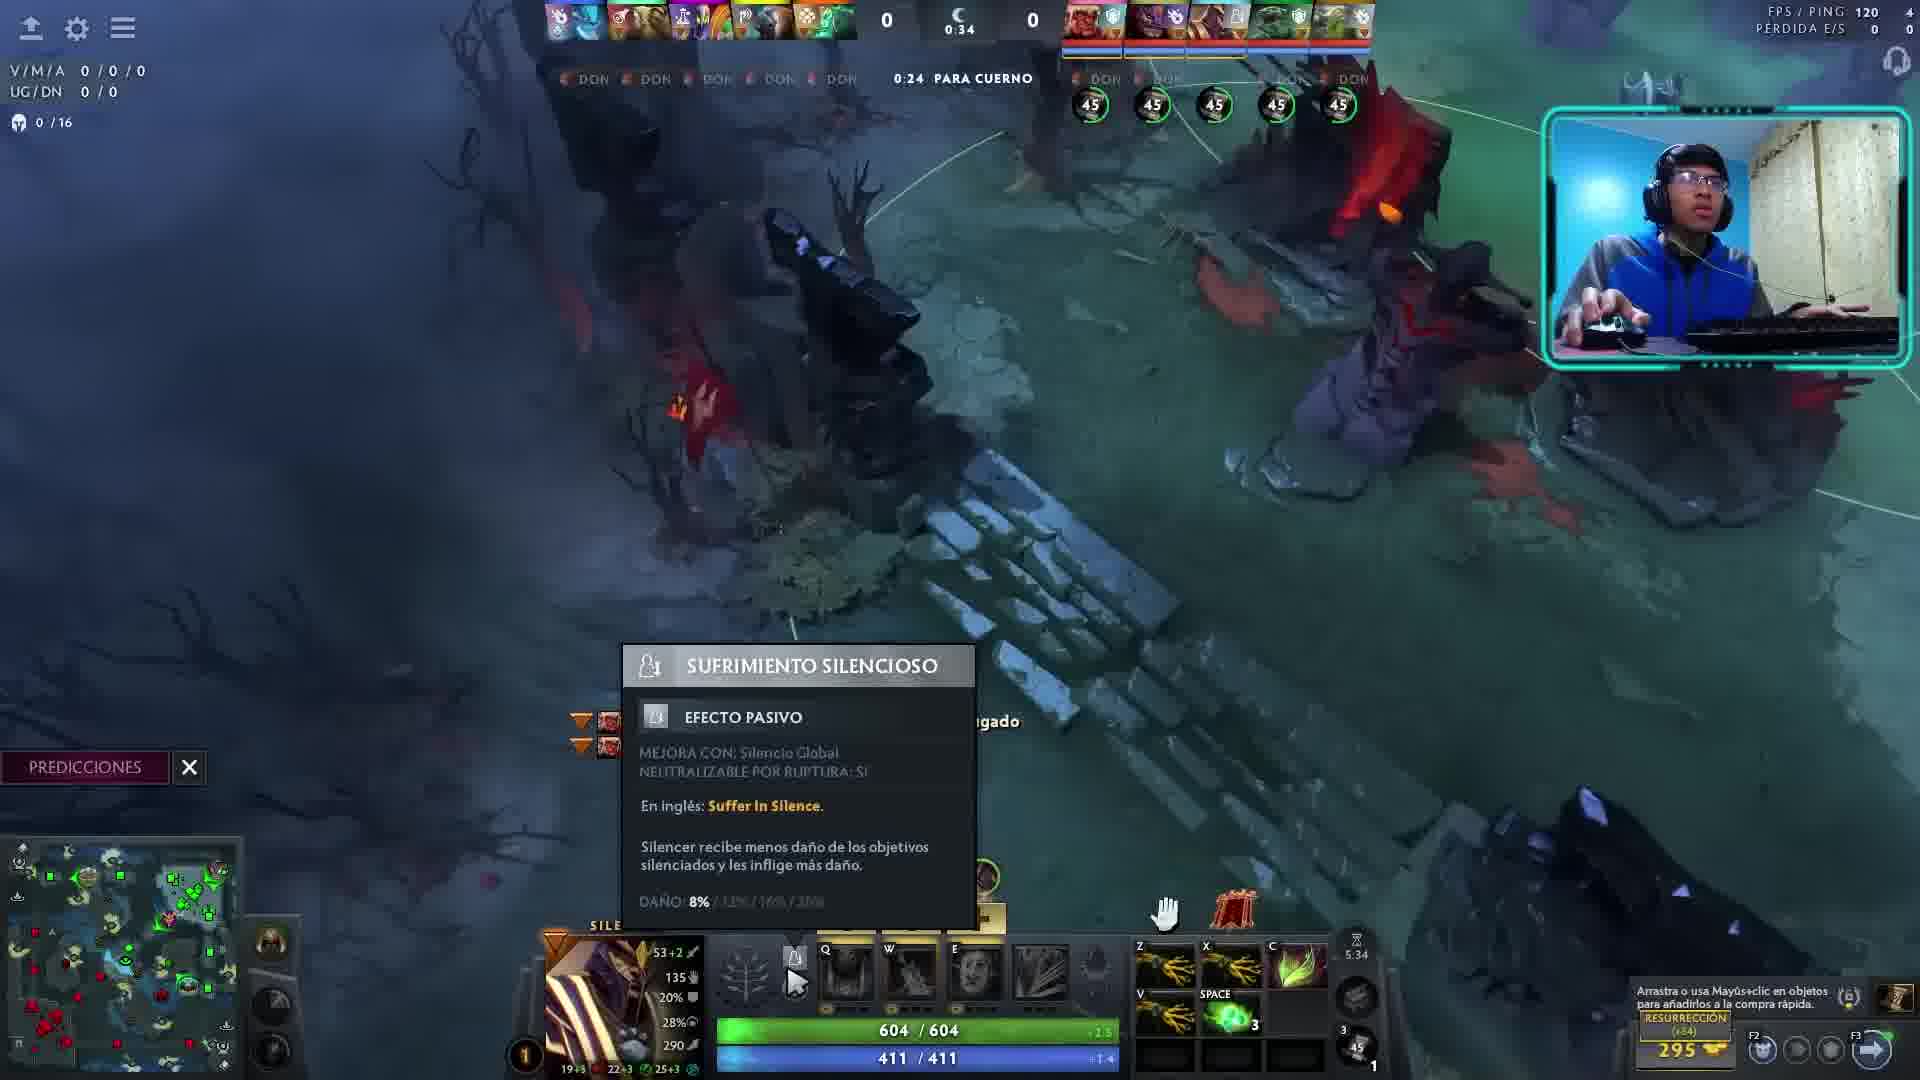 FPS / PING 120 4
PÉRDIDA E/S 0 0
V/M/A 0 / 0 / 0
UG/DN 0 / 0
0 / 16
0
0:34
0
DON DON DON DON DON
0:24 PARA CUERNO
DON DON DON DON
45 45 45 45 45
SUFRIMIENTO SILENCIOSO
EFECTO PASIVO
MEJORA CON: Silencio Global
NEUTRALIZABLE POR RUPTURA: SÍ
En inglés: Suffer In Silence.
Silencer recibe menos daño de los objetivos
silenciados y les inflige más daño.
DAÑO: 8% / 12% / 16% / 20%
gado
PREDICCIONES
SILE
53+2
135
20%
28%
290
19+3 22+3 25+3
1
Q W E
604 / 604 +2.5
411 / 411 +1.4
Z X C
V SPACE
3
5:34
3
45
1
Arrastra o usa Mayús+clic en objetos
para añadirlos a la compra rápida.
RESURRECCIÓN
(+84)
295
F2 F3